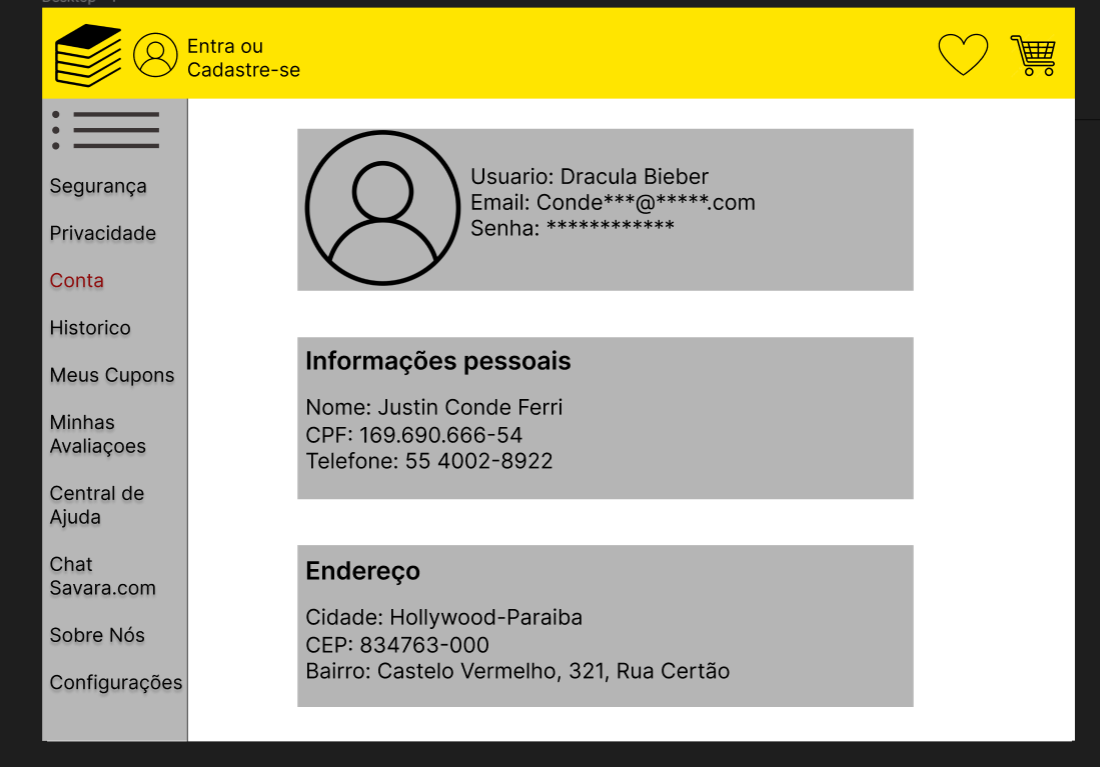 Entra ou
Cadastre-se
Segurança
Privacidade
Conta
Historico
Meus Cupons
Minhas
Avaliaçoes
Central de
Ajuda
Chat
Savara.com
Sobre Nós
Configurações
Usuario: Dracula Bieber
Email: Conde***@*****.com
Senha: ************
Informações pessoais
Nome: Justin Conde Ferri
CPF: 169.690.666-54
Telefone: 55 4002-8922
Endereço
Cidade: Hollywood-Paraiba
CEP: 834763-000
Bairro: Castelo Vermelho, 321, Rua Certão